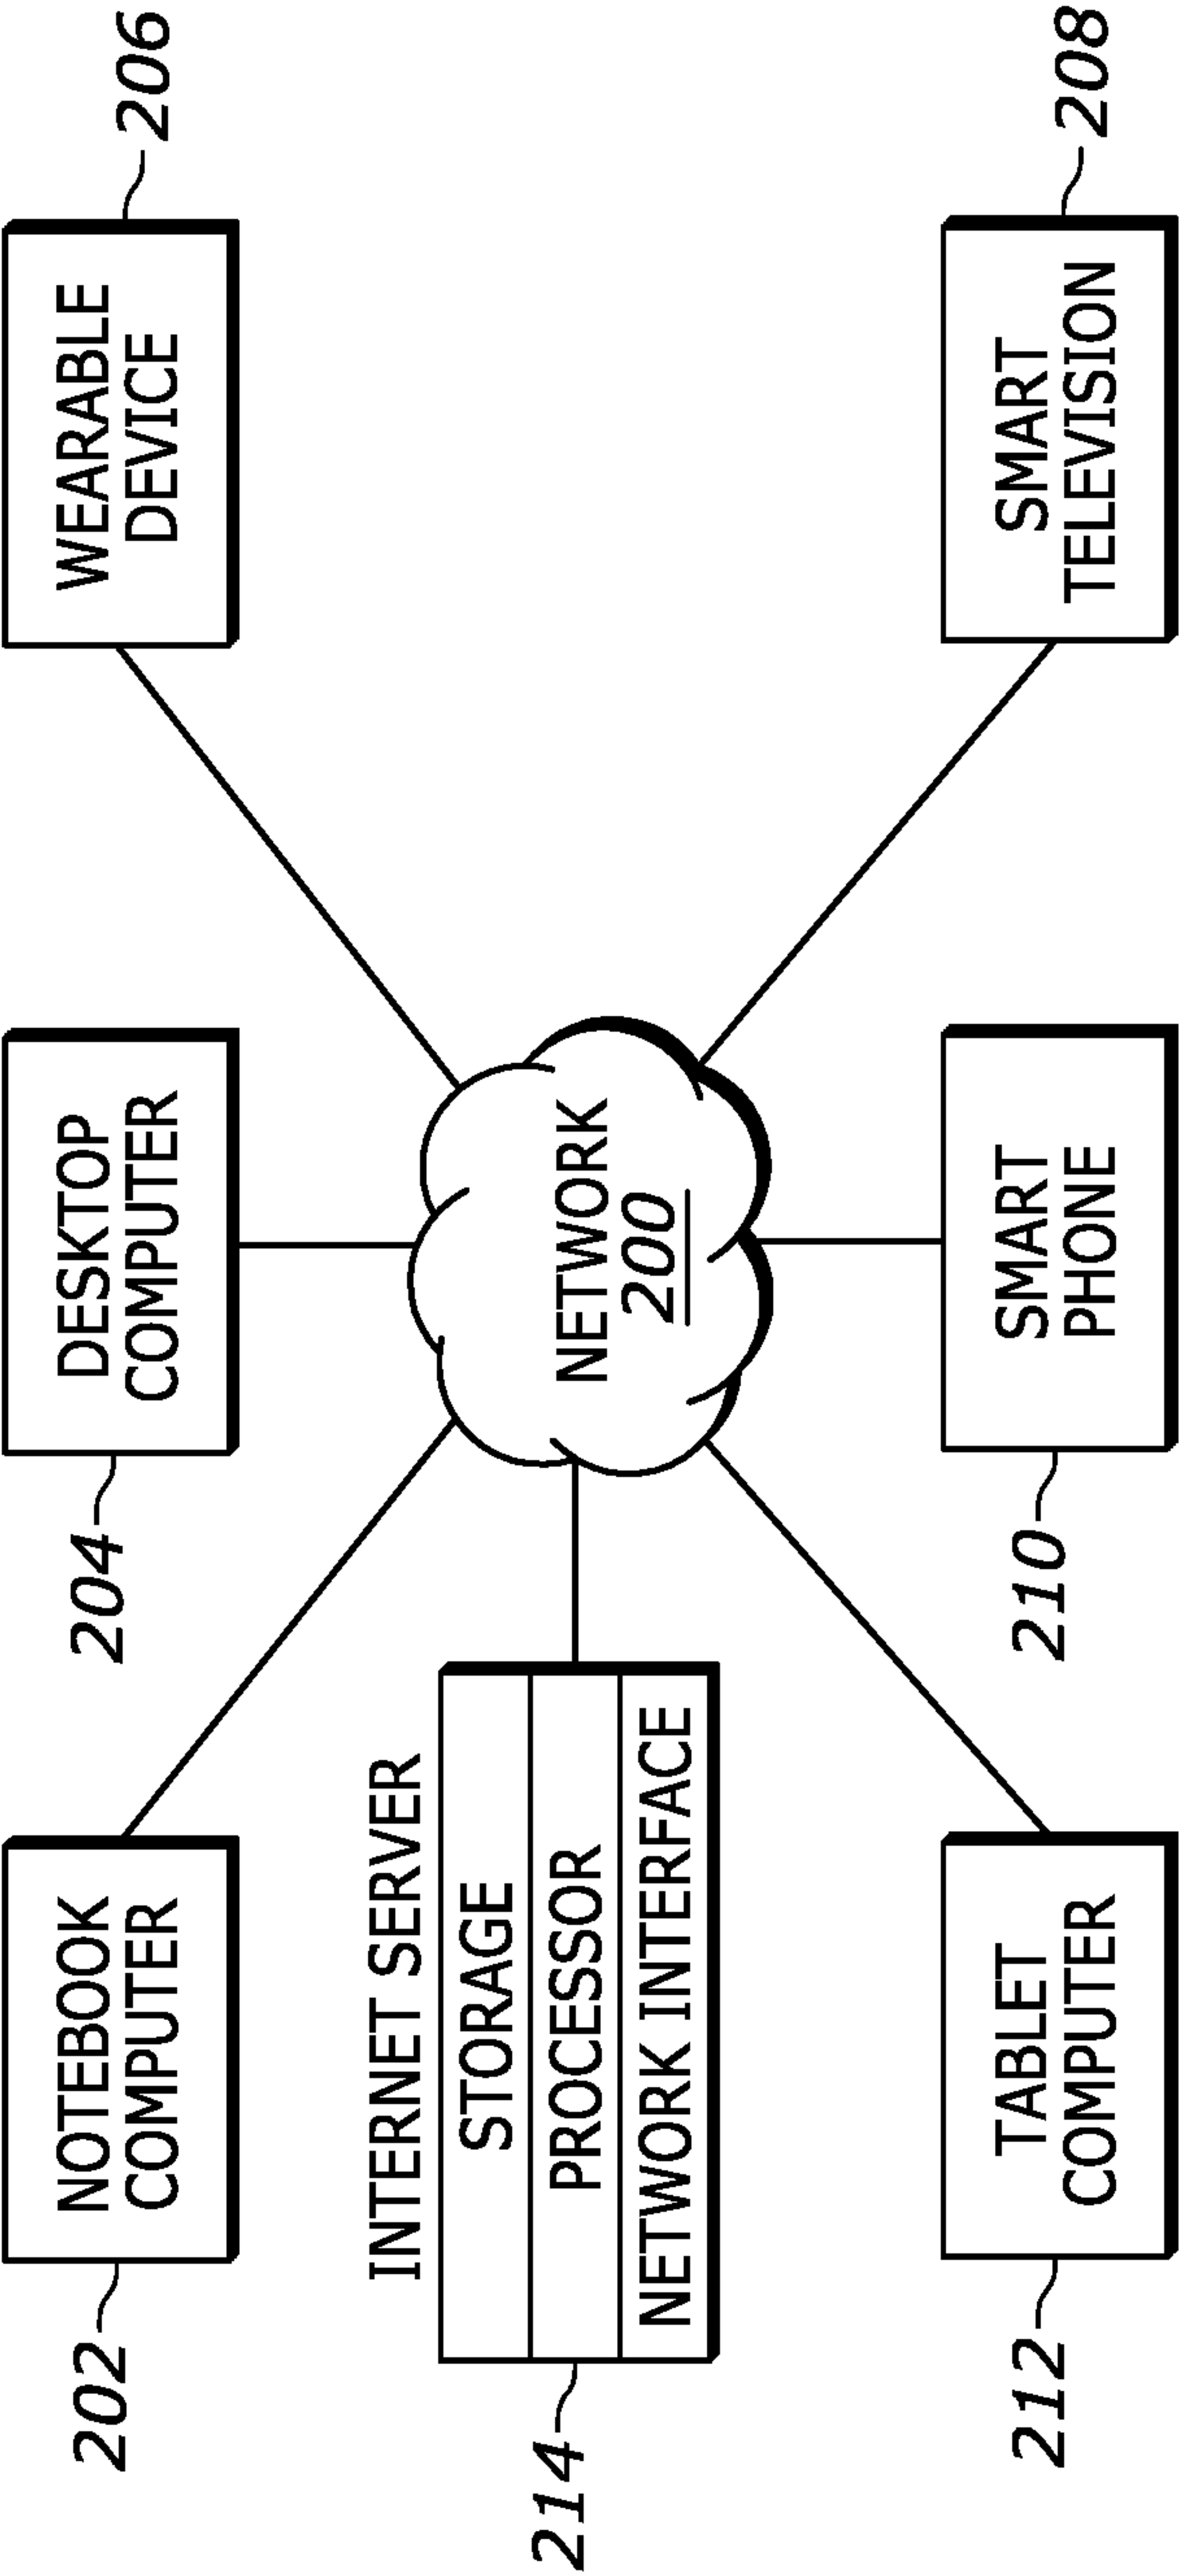 202
NOTEBOOK
COMPUTER
204
DESKTOP
COMPUTER
WEARABLE
DEVICE
206
INTERNET SERVER
214
STORAGE
PROCESSOR
NETWORK INTERFACE
NETWORK
200
212
TABLET
COMPUTER
210
SMART
PHONE
SMART
TELEVISION
208